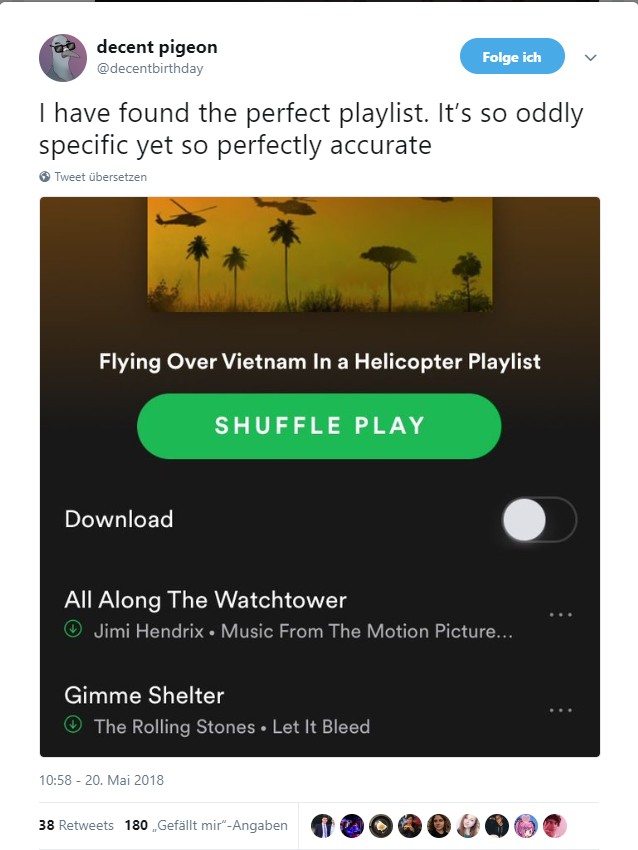 decent pigeon
@decentbirthday
Folge ich
I have found the perfect playlist. It’s so oddly
specific yet so perfectly accurate
Tweet übersetzen
Flying Over Vietnam In a Helicopter Playlist
SHUFFLE PLAY
Download
All Along The Watchtower
Jimi Hendrix • Music From The Motion Picture...
Gimme Shelter
The Rolling Stones • Let It Bleed
10:58 - 20. Mai 2018
38 Retweets 180 „Gefällt mir“-Angaben